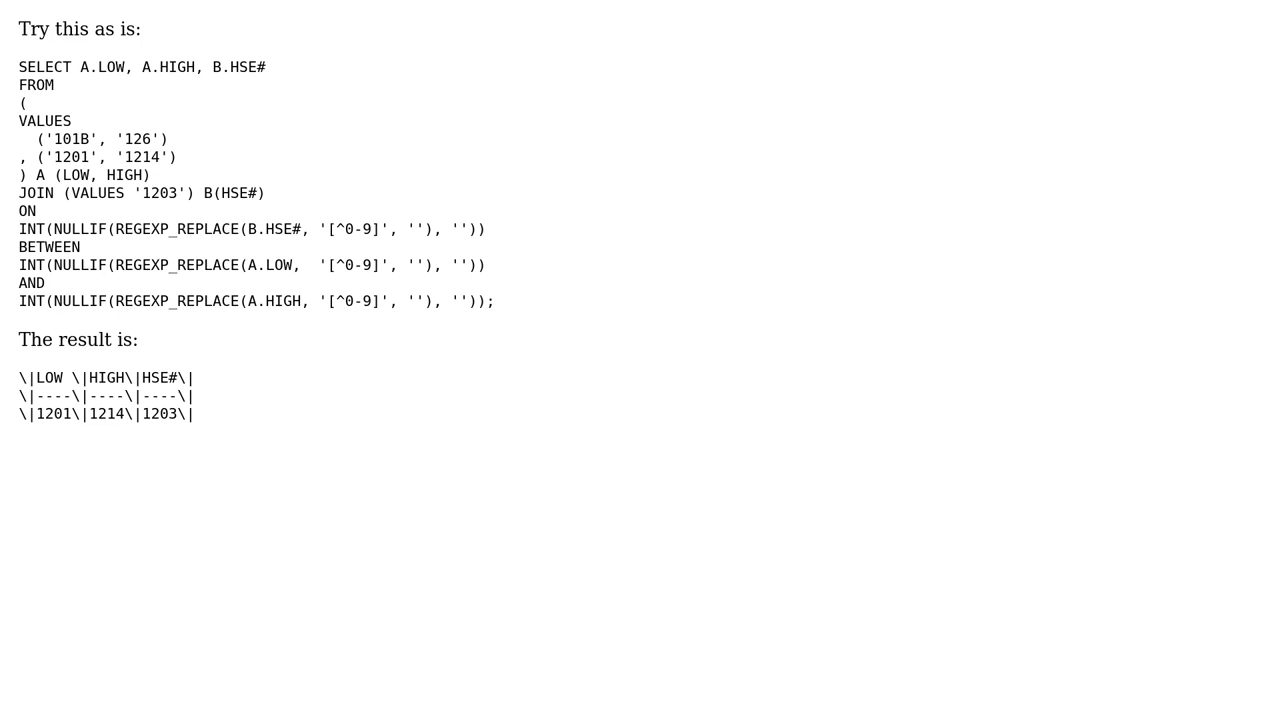 Try this as is:
SELECT A.LOW, A.HIGH, B.HSE#
FROM
(
VALUES
  ('101B', '126')
, ('1201', '1214')
) A (LOW, HIGH)
JOIN (VALUES '1203') B(HSE#)
ON
INT(NULLIF(REGEXP_REPLACE(B.HSE#, '[^0-9]', ''), ''))
BETWEEN
INT(NULLIF(REGEXP_REPLACE(A.LOW,  '[^0-9]', ''), ''))
AND
INT(NULLIF(REGEXP_REPLACE(A.HIGH, '[^0-9]', ''), ''));
The result is:
\|LOW \|HIGH\|HSE#\|
\|----\|----\|----\|
\|1201\|1214\|1203\|